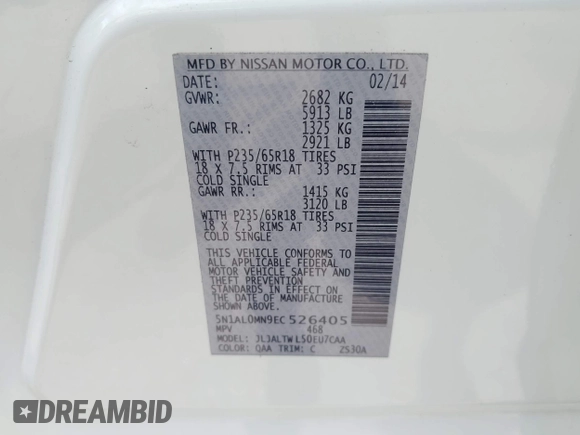 MFD BY NISSAN MOTOR CO., LTD.
DATE: 02/14
GVWR: 2682 KG
5913 LB
GAWR FR.: 1325 KG
2921 LB
WITH P235/65R18 TIRES
18 X 7.5 RIMS AT 33 PSI
COLD SINGLE
GAWR RR.: 1415 KG
3120 LB
WITH P235/65R18 TIRES
18 X 7.5 RIMS AT 33 PSI
COLD SINGLE
THIS VEHICLE CONFORMS TO
ALL APPLICABLE FEDERAL
MOTOR VEHICLE SAFETY AND
THEFT PREVENTION
STANDARDS IN EFFECT ON
THE DATE OF MANUFACTURE
SHOWN ABOVE.
5N1AL0MN9EC526405
MPV 468
MODEL: JL3ALTWL50EU7CAA
COLOR: QAA TRIM: C 2S30A
DREAMBID